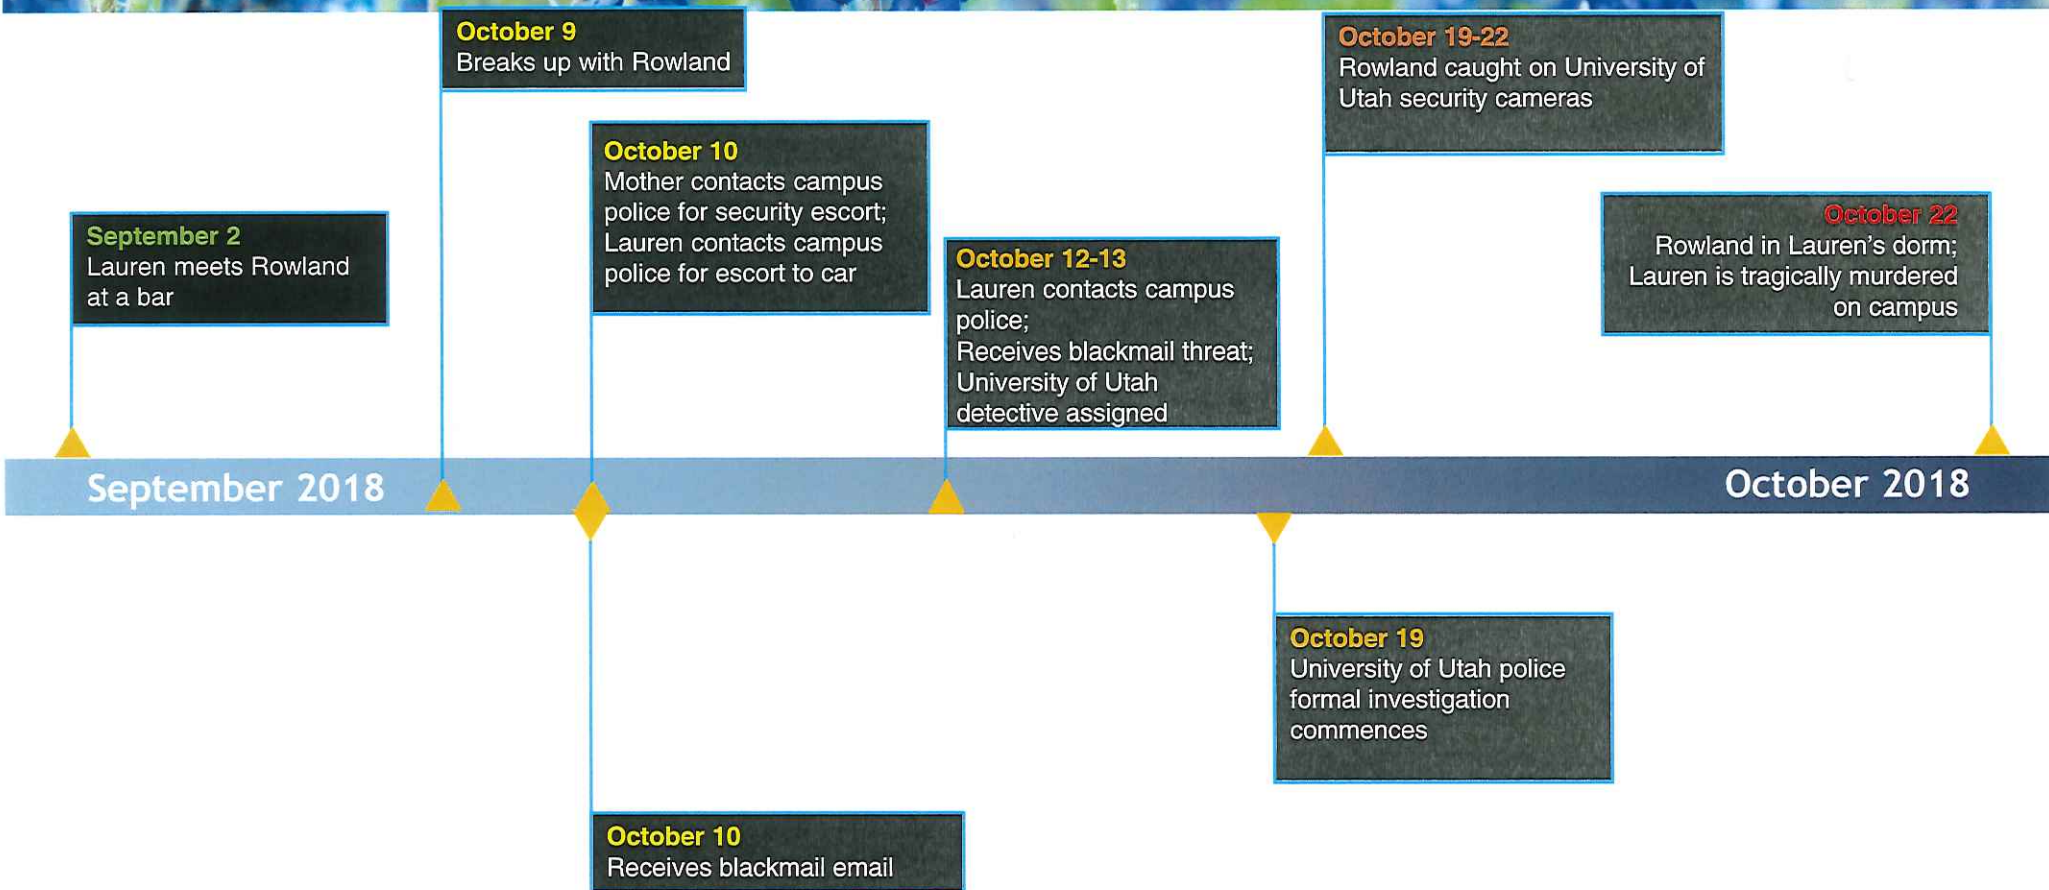 October 9
Breaks up with Rowland
October 19-22
Rowland caught on University of
Utah security cameras
October 10
Mother contacts campus
police for security escort;
Lauren contacts campus
police for escort to car
September 2
Lauren meets Rowland
at a bar
October 12-13
Lauren contacts campus
police;
Receives blackmail threat;
University of Utah
detective assigned
October 22
Rowland in Lauren's dorm;
Lauren is tragically murdered
on campus
September 2018
October 2018
October 19
University of Utah police
formal investigation
commences
October 10
Receives blackmail email